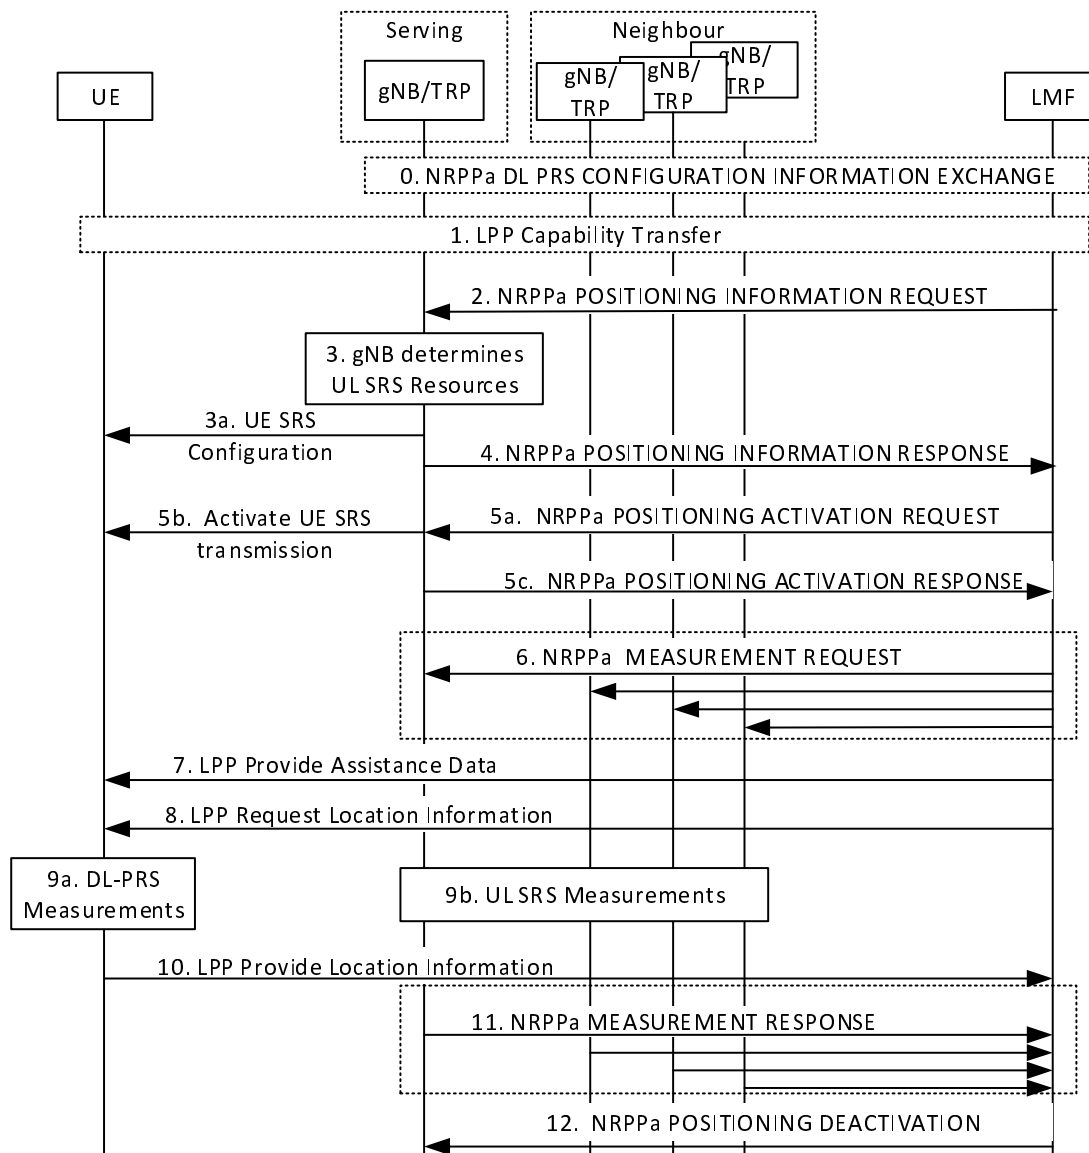 Serving
Neighbour
UE
gNB/TRP
gNB/
TRP
gNB/
TRP
gNB/
TRP
LMF
0. NRPPa DL PRS CONFIGURATION INFORMATION EXCHANGE
1. LPP Capability Transfer
2. NRPPa POSITIONING INFORMATION REQUEST
3. gNB determines
UL SRS Resources
3a. UE SRS
Configuration
4. NRPPa POSITIONING INFORMATION RESPONSE
5b. Activate UE SRS
transmission
5a. NRPPa POSITIONING ACTIVATION REQUEST
5c. NRPPa POSITIONING ACTIVATION RESPONSE
6. NRPPa MEASUREMENT REQUEST
7. LPP Provide Assistance Data
8. LPP Request Location Information
9a. DL-PRS
Measurements
9b. UL SRS Measurements
10. LPP Provide Location Information
11. NRPPa MEASUREMENT RESPONSE
12. NRPPa POSITIONING DEACTIVATION